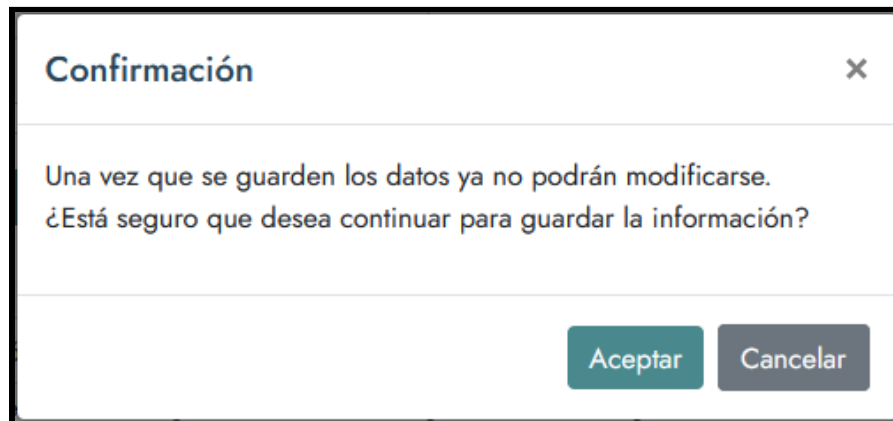 Confirmación
×
Una vez que se guarden los datos ya no podrán modificarse.
¿Está seguro que desea continuar para guardar la información?
Aceptar
Cancelar